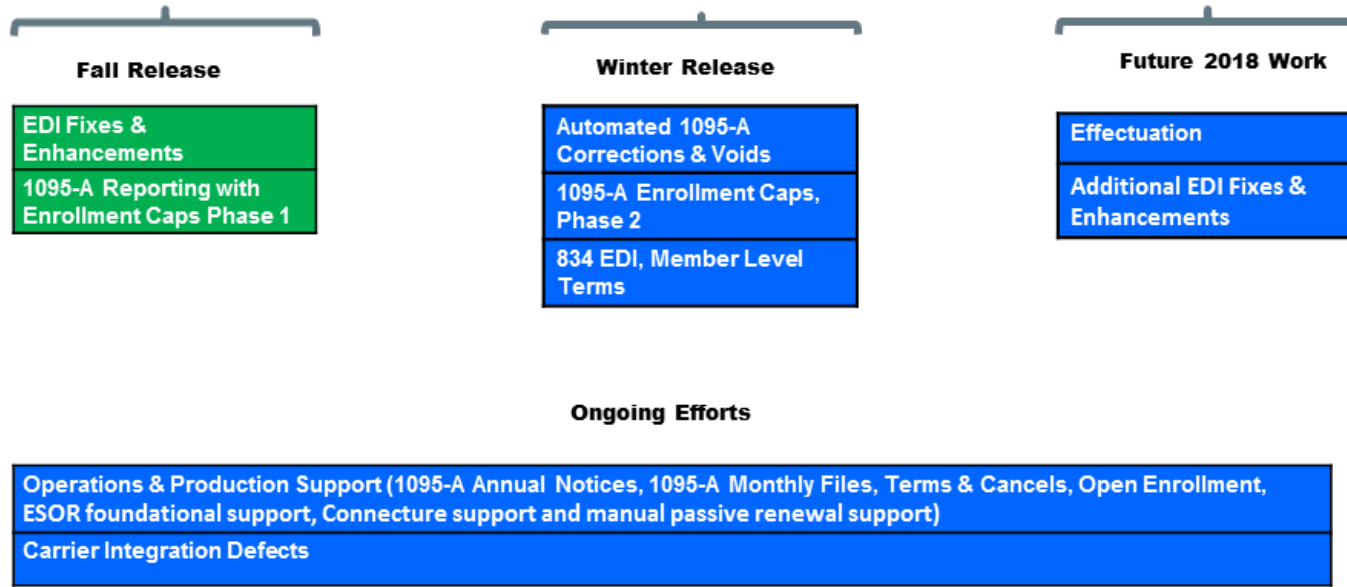 Fall Release
EDI Fixes &
Enhancements
1095-A Reporting with
Enrollment Caps Phase 1
Winter Release
Automated 1095-A
Corrections & Voids
1095-A Enrollment Caps,
Phase 2
834 EDI, Member Level
Terms
Future 2018 Work
Effectuation
Additional EDI Fixes &
Enhancements
Ongoing Efforts
Operations & Production Support (1095-A Annual Notices, 1095-A Monthly Files, Terms & Cancels, Open Enrollment,
ESOR foundational support, Connecture support and manual passive renewal support)
Carrier Integration Defects